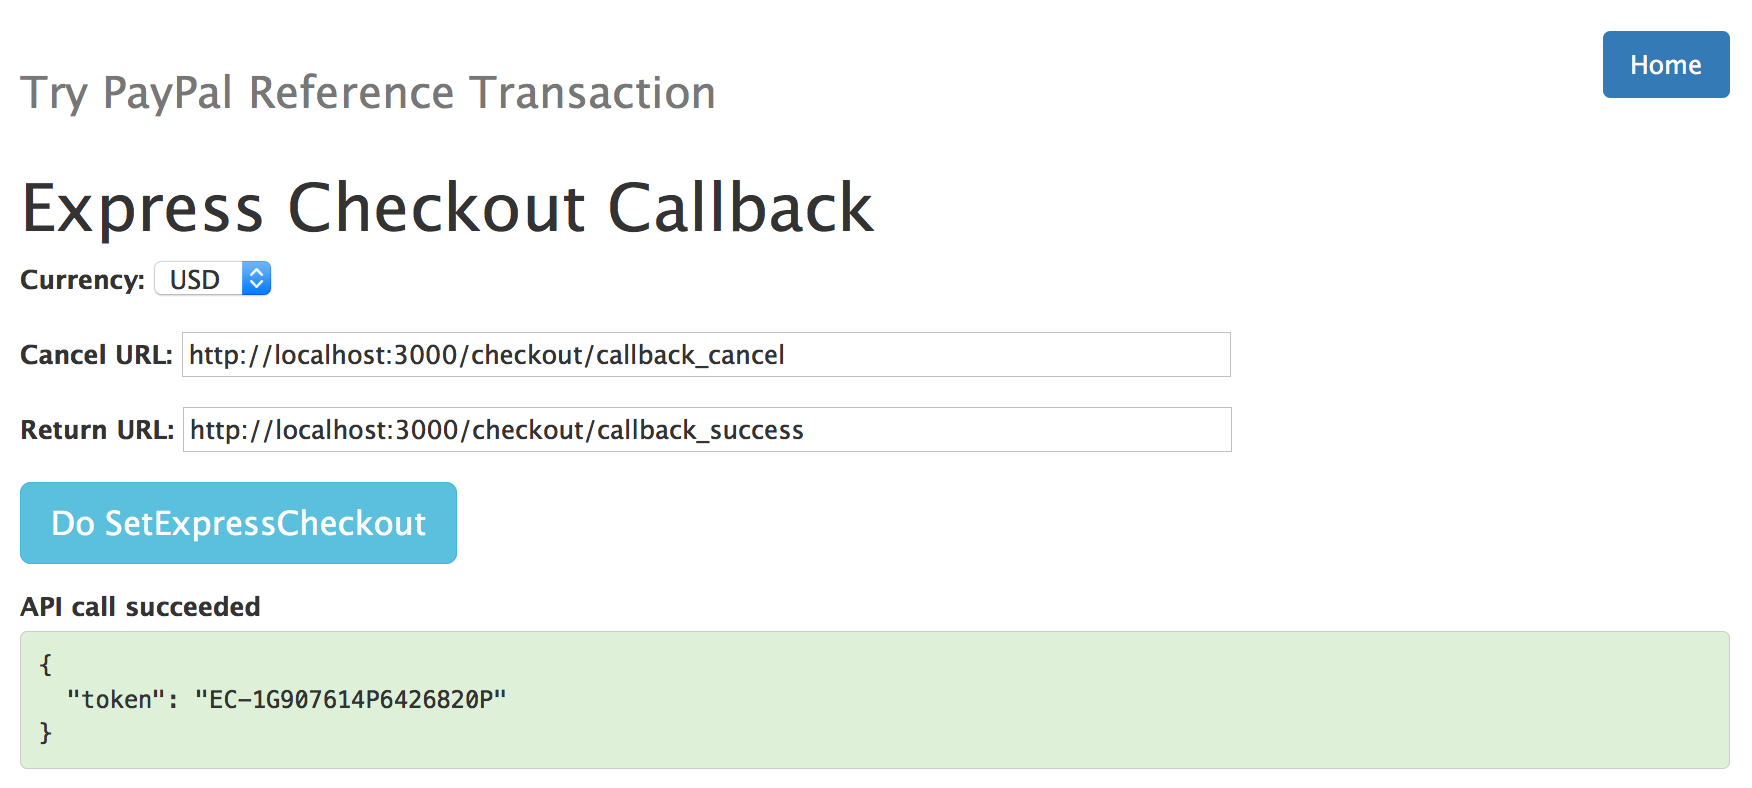 Home
Try PayPal Reference Transaction
Express Checkout Callback
Currency: USD
Cancel URL: http://localhost:3000/checkout/callback_cancel
Return URL: http://localhost:3000/checkout/callback_success
Do SetExpressCheckout
API call succeeded
{
  "token": "EC-1G907614P6426820P"
}